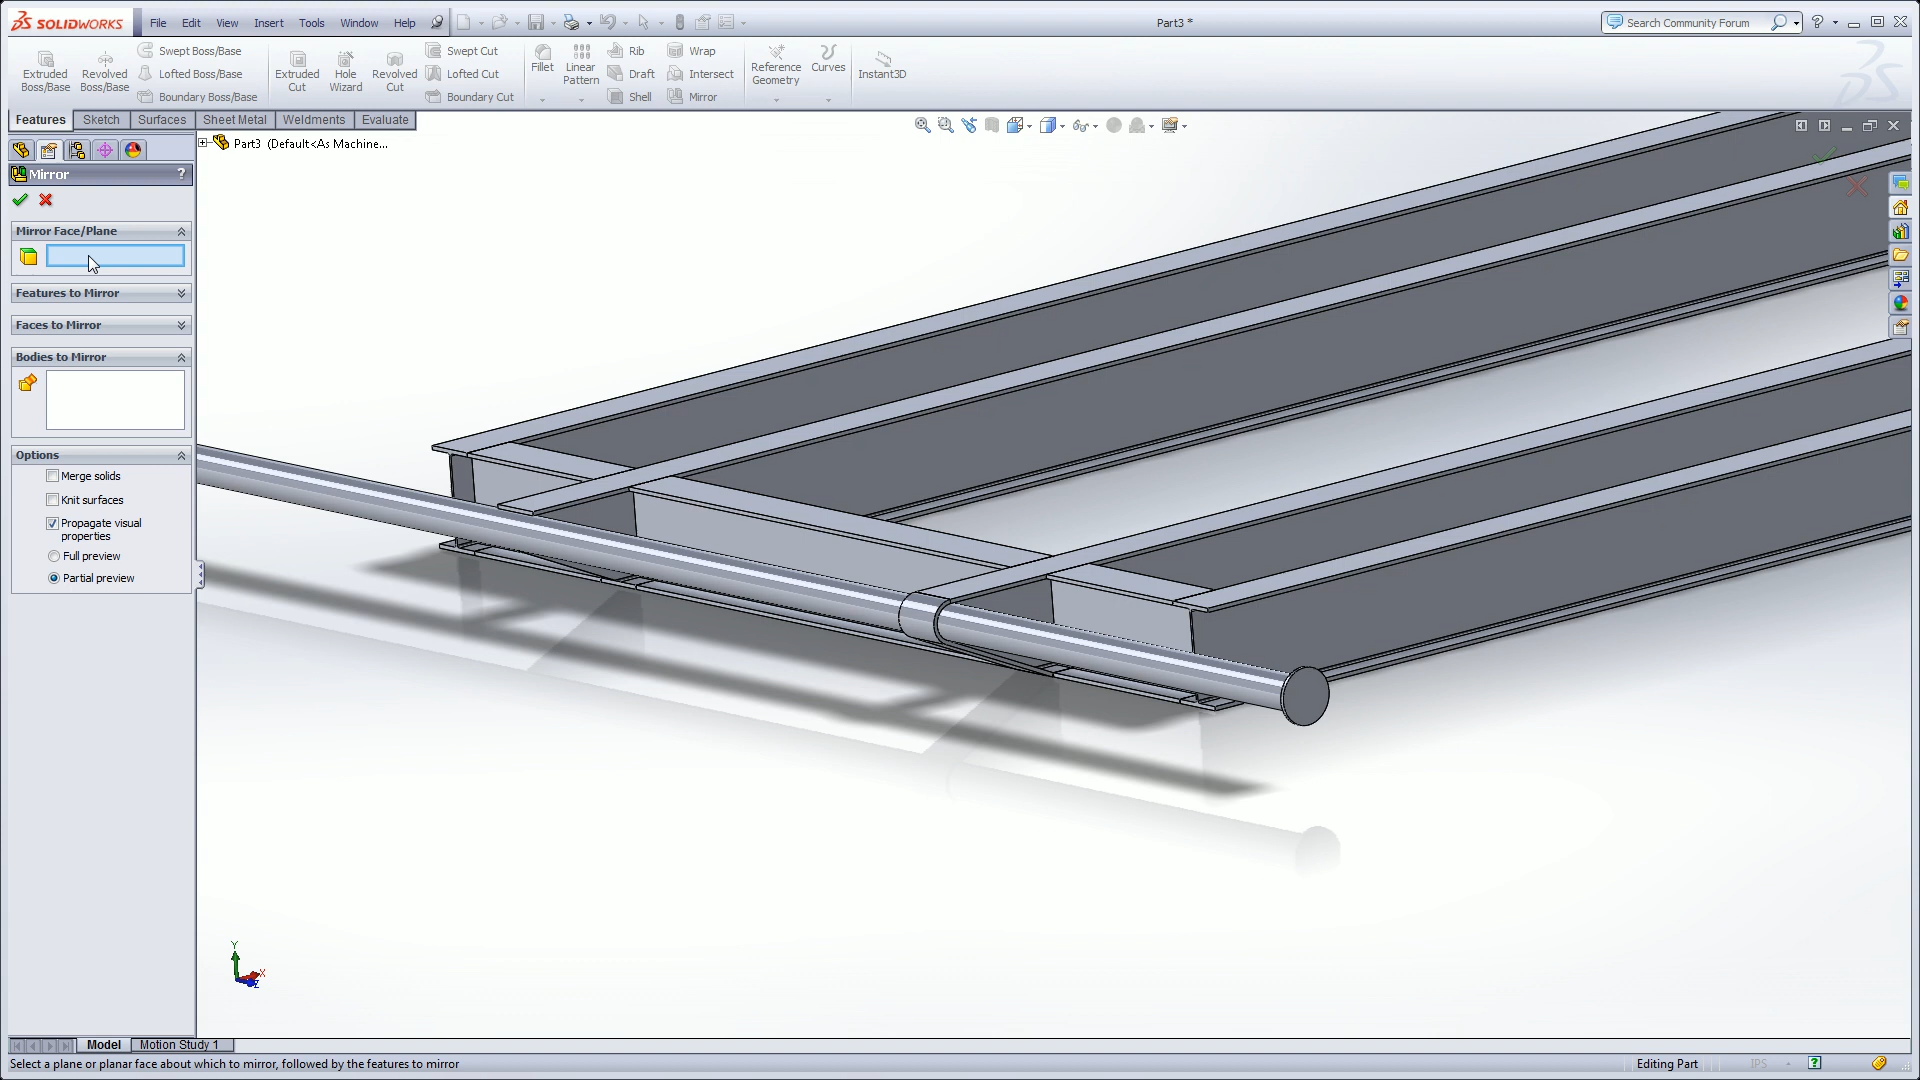 SOLIDWORKS
File Edit View Insert Tools Window Help
Part3 *
Search Community Forum
?
Extruded Boss/Base
Revolved Boss/Base
Swept Boss/Base
Lofted Boss/Base
Boundary Boss/Base
Extruded Cut
Hole Wizard
Revolved Cut
Swept Cut
Lofted Cut
Boundary Cut
Fillet
Linear Pattern
Rib
Draft
Shell
Wrap
Intersect
Mirror
Reference Geometry
Curves
Instant3D
Features Sketch Surfaces Sheet Metal Weldments Evaluate
Part3 (Default<As Machine...
Mirror ?
Mirror Face/Plane
Features to Mirror
Faces to Mirror
Bodies to Mirror
Options
Merge solids
Knit surfaces
Propagate visual
properties
Full preview
Partial preview
Y
X
Z
Model Motion Study 1
Select a plane or planar face about which to mirror, followed by the features to mirror
Editing Part IPS ?